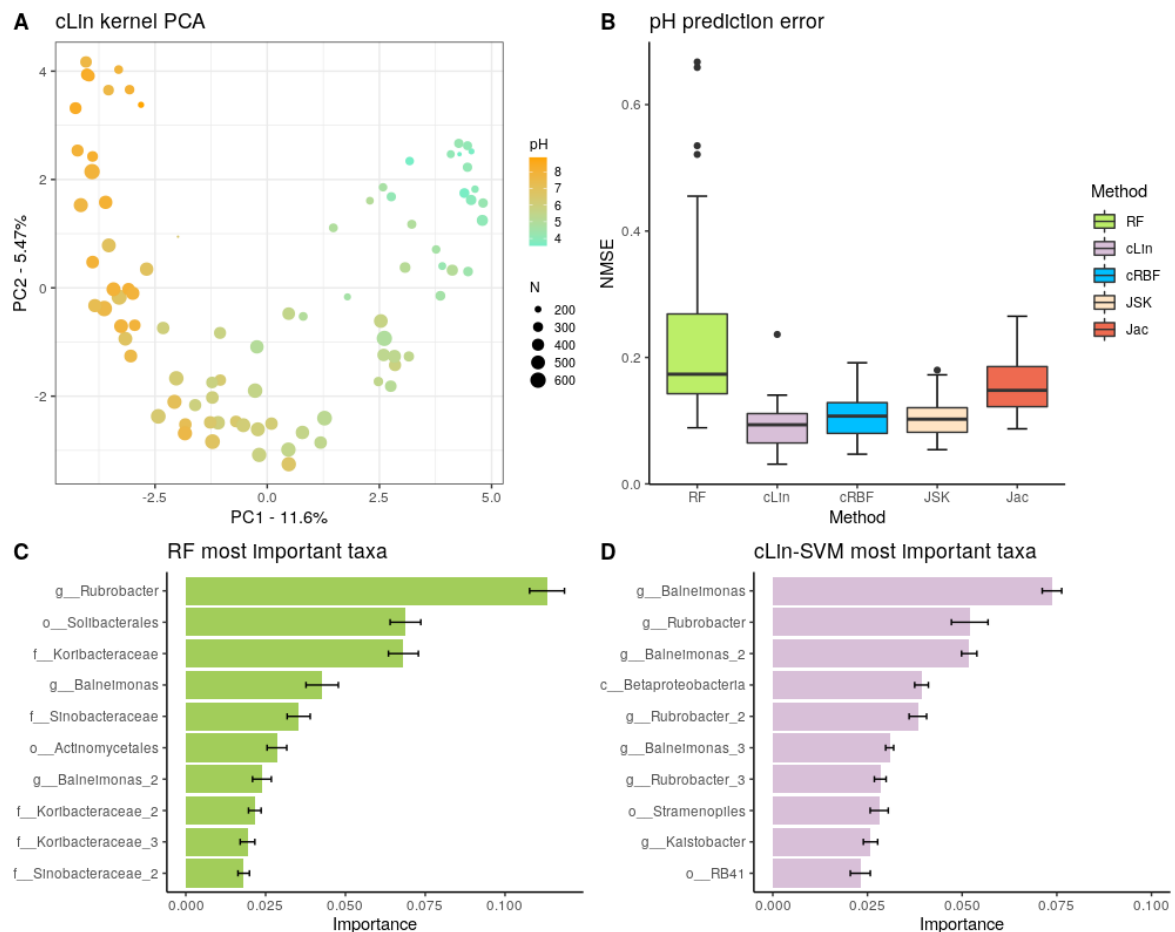 A cLin kernel PCA
4
2
0
-2
PC2 - 5.47%
-2.5
0.0
2.5
5.0
PC1 - 11.6%
pH
8
7
6
5
4
N
200
300
400
500
600
B pH prediction error
0.6
0.4
0.2
0.0
NMSE
RF
cLin
cRBF
JSK
Jac
Method
Method
RF
cLin
cRBF
JSK
Jac
C RF most important taxa
g__Rubrobacter
o__Solibacterales
f__Koribacteraceae
g__Balneimonas
f__Sinobacteraceae
o__Actinomycetales
g__Balneimonas_2
f__Koribacteraceae_2
f__Koribacteraceae_3
f__Sinobacteraceae_2
0.000
0.025
0.050
0.075
0.100
Importance
D cLin-SVM most important taxa
g__Balneimonas
g__Rubrobacter
g__Balneimonas_2
c__Betaproteobacteria
g__Rubrobacter_2
g__Balneimonas_3
g__Rubrobacter_3
o__Stramenopiles
g__Kaistobacter
o__RB41
0.000
0.025
0.050
0.075
0.100
Importance